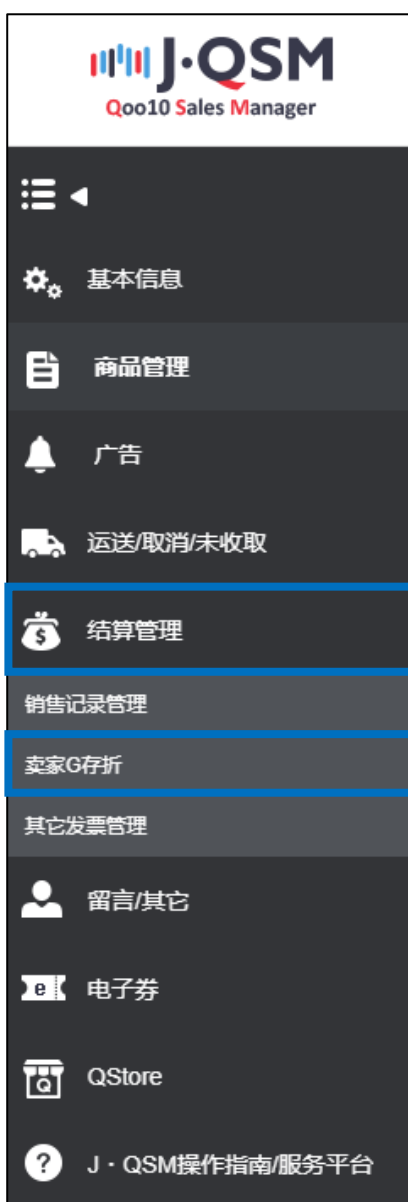 J·QSM
Qoo10 Sales Manager
基本信息
商品管理
广告
运送/取消/未收取
$
结算管理
销售记录管理
卖家G存折
其它发票管理
留言/其它
e
电子券
Q
QStore
?
J・QSM操作指南/服务平台